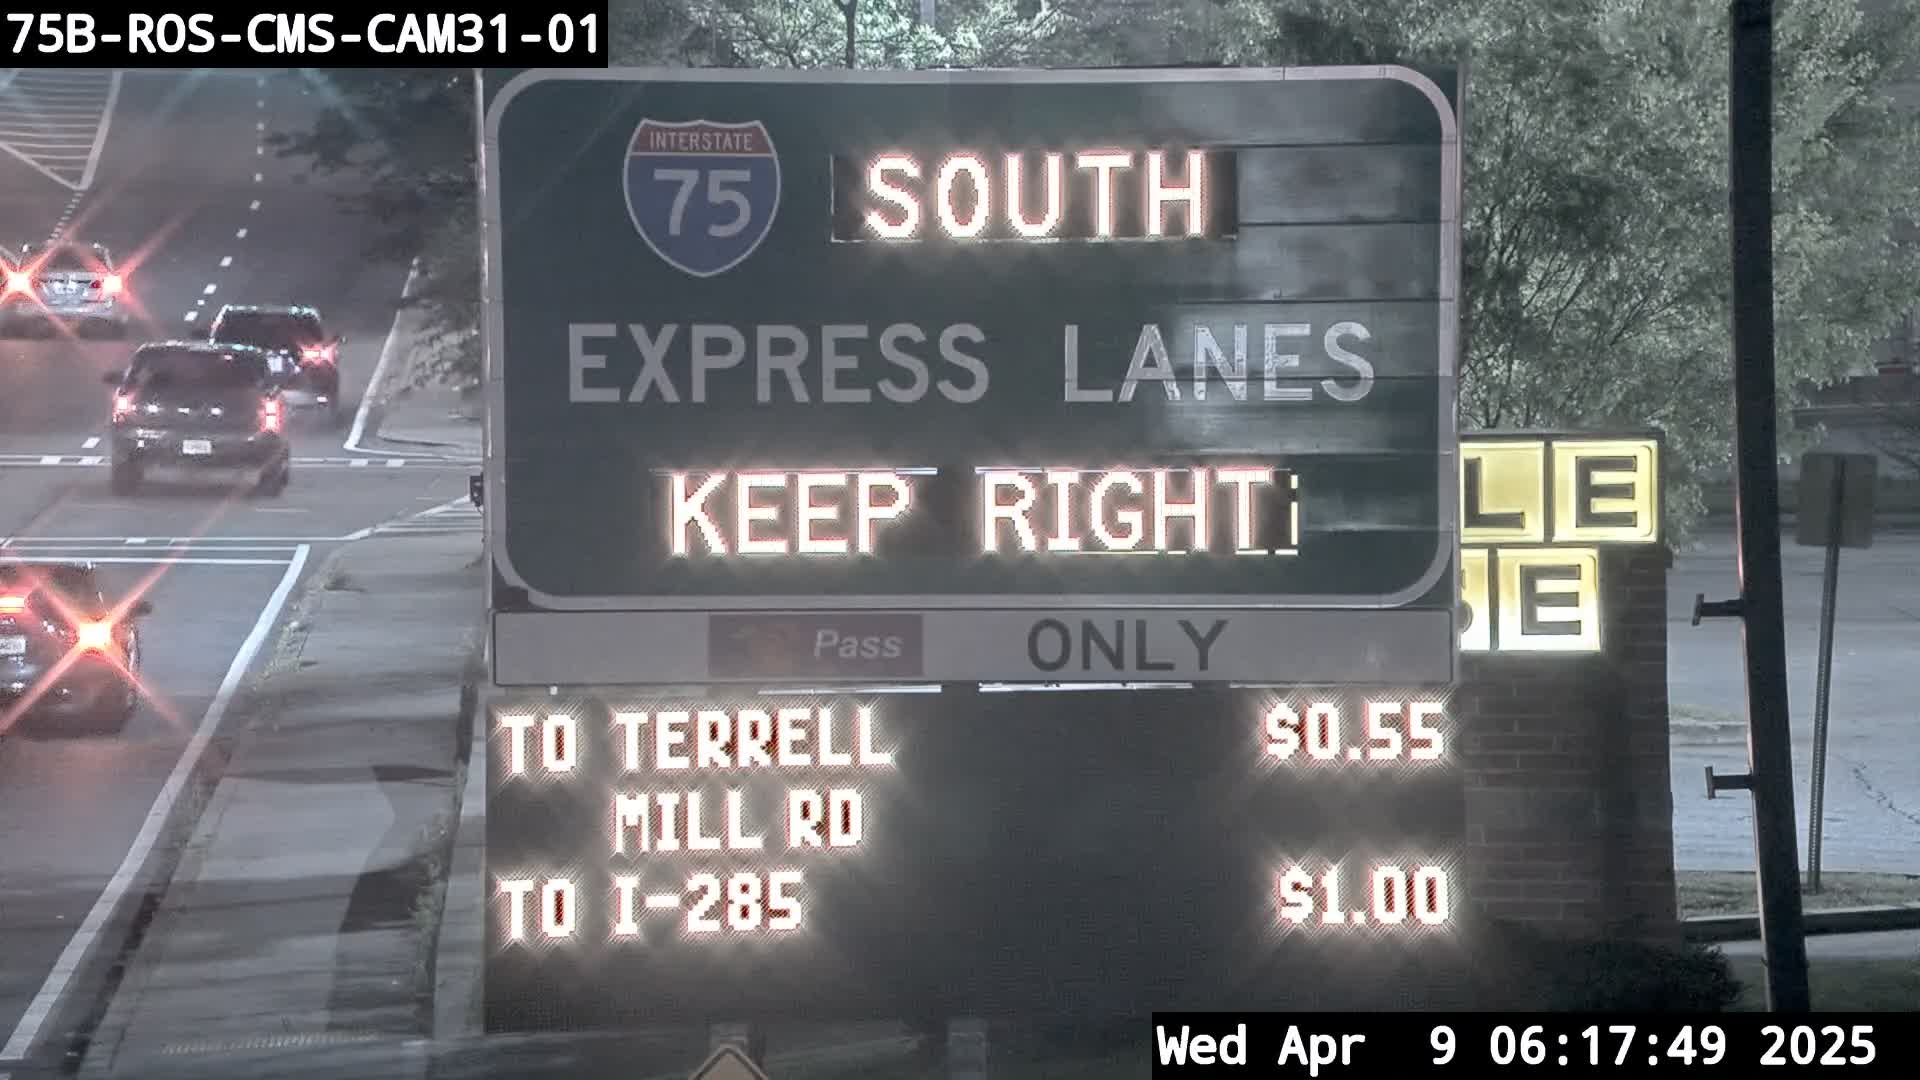 75B-ROS-CMS-CAM31-01
INTERSTATE
75
SOUTH
EXPRESS LANES
KEEP RIGHT
Pass ONLY
TO TERRELL $0.55
MILL RD
TO I-285 $1.00
LE
E
Wed Apr 9 06:17:49 2025